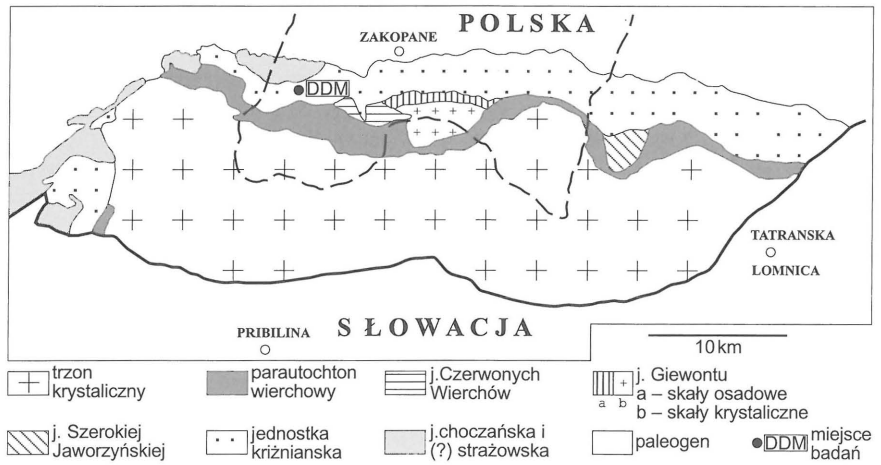 POLSKA
ZAKOPANE
DDM
TATRANSKA
LOMNICA
SŁOWACJA
PRIBILINA
10 km
trzon
krystaliczny
parautochton
wierchowy
j.Czerwonych
Wierchów
j. Giewontu
a – skały osadowe
b – skały krystaliczne
a b
j. Szerokiej
Jaworzyńskiej
jednostka
kriżnianska
j.choczańska i
(?) strażowska
paleogen
DDM miejsce
badań